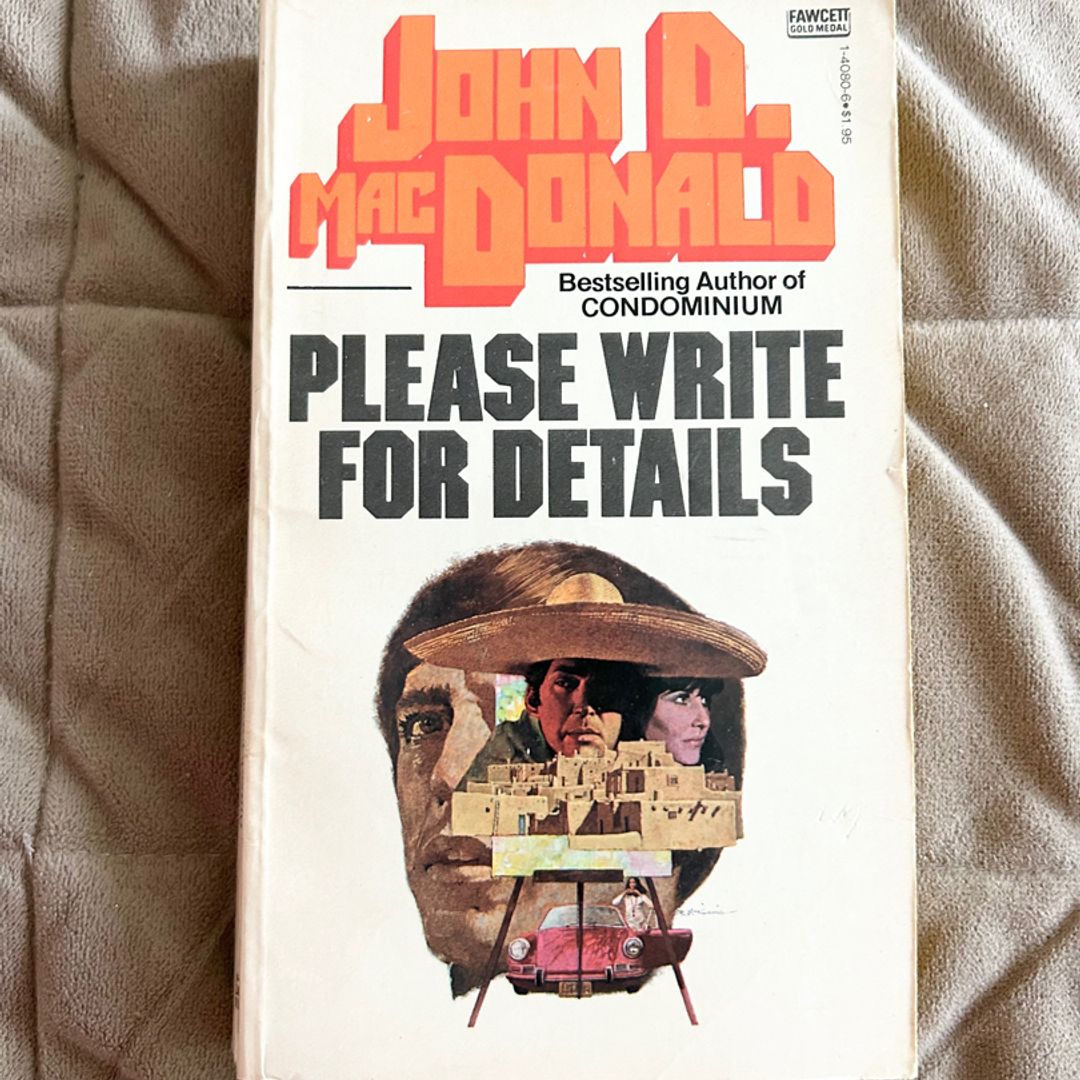 FAWCETT
GOLD MEDAL
1-4080-6•$1.95
JOHN D.
MACDONALD
Bestselling Author of
CONDOMINIUM
PLEASE WRITE
FOR DETAILS